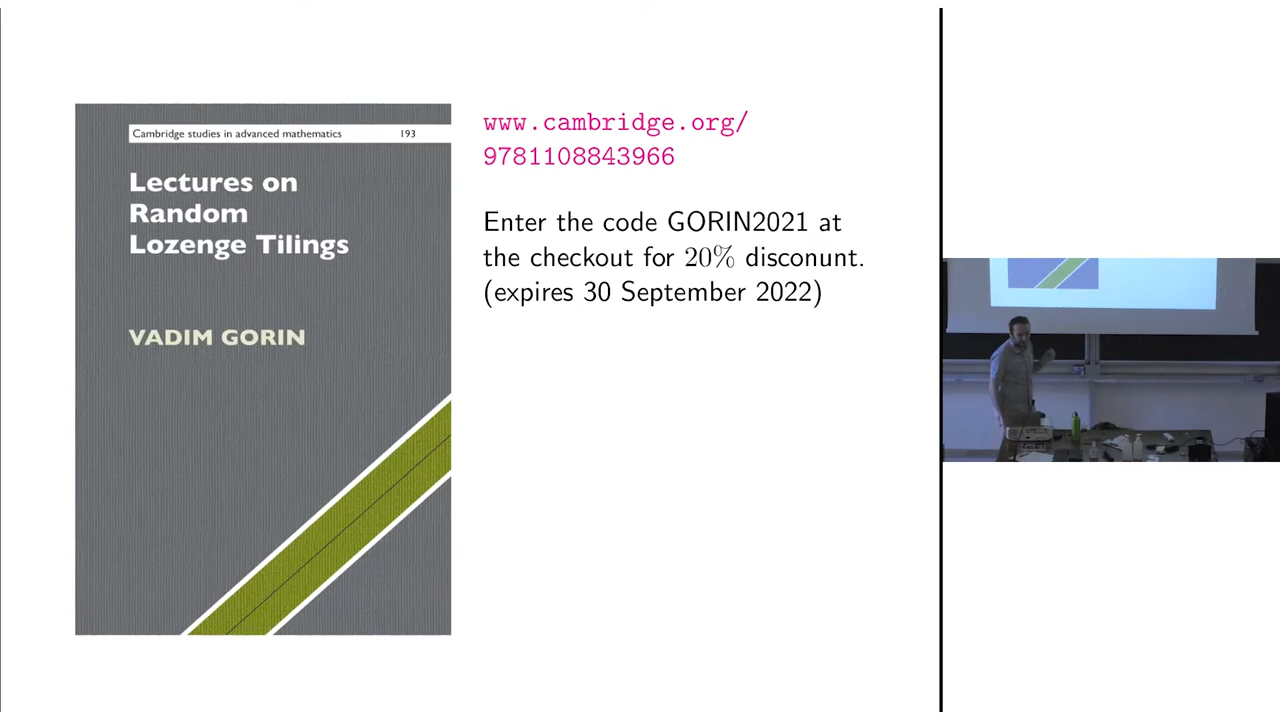 Cambridge studies in advanced mathematics 193
Lectures on
Random
Lozenge Tilings
VADIM GORIN
www.cambridge.org/
9781108843966
Enter the code GORIN2021 at
the checkout for 20% disconunt.
(expires 30 September 2022)